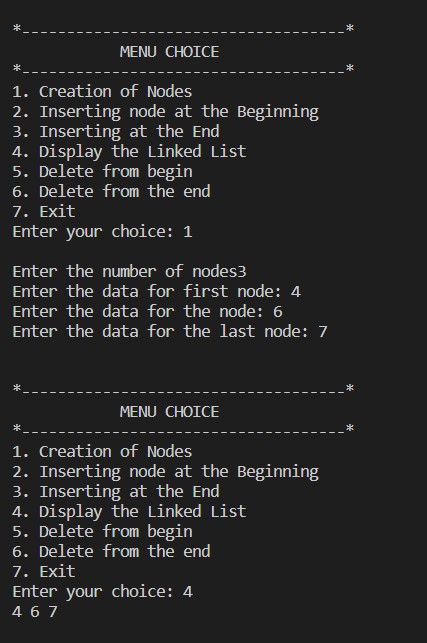 *------------------------------------*
MENU CHOICE
*------------------------------------*
1. Creation of Nodes
2. Inserting node at the Beginning
3. Inserting at the End
4. Display the Linked List
5. Delete from begin
6. Delete from the end
7. Exit
Enter your choice: 1
Enter the number of nodes3
Enter the data for first node: 4
Enter the data for the node: 6
Enter the data for the last node: 7
*------------------------------------*
MENU CHOICE
*------------------------------------*
1. Creation of Nodes
2. Inserting node at the Beginning
3. Inserting at the End
4. Display the Linked List
5. Delete from begin
6. Delete from the end
7. Exit
Enter your choice: 4
4 6 7